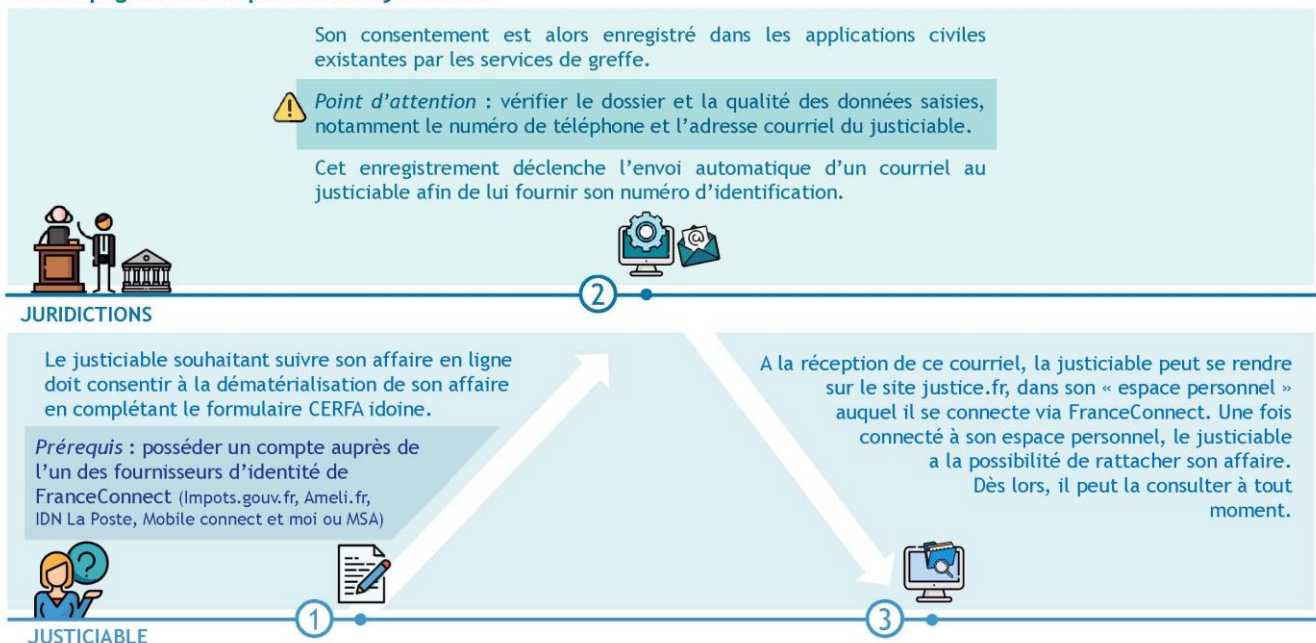 Son consentement est alors enregistré dans les applications civiles
existantes par les services de greffe.
Point d’attention : vérifier le dossier et la qualité des données saisies,
notamment le numéro de téléphone et l’adresse courriel du justiciable.
Cet enregistrement déclenche l’envoi automatique d’un courriel au
justiciable afin de lui fournir son numéro d’identification.
2
JURIDICTIONS
Le justiciable souhaitant suivre son affaire en ligne
doit consentir à la dématérialisation de son affaire
en complétant le formulaire CERFA idoine.
Prérequis : posséder un compte auprès de
l’un des fournisseurs d’identité de
FranceConnect (Impots.gouv.fr, Ameli.fr,
IDN La Poste, Mobile connect et moi ou MSA)
1
A la réception de ce courriel, la justiciable peut se rendre
sur le site justice.fr, dans son « espace personnel »
auquel il se connecte via FranceConnect. Une fois
connecté à son espace personnel, le justiciable
a la possibilité de rattacher son affaire.
Dès lors, il peut la consulter à tout
moment.
3
JUSTICIABLE